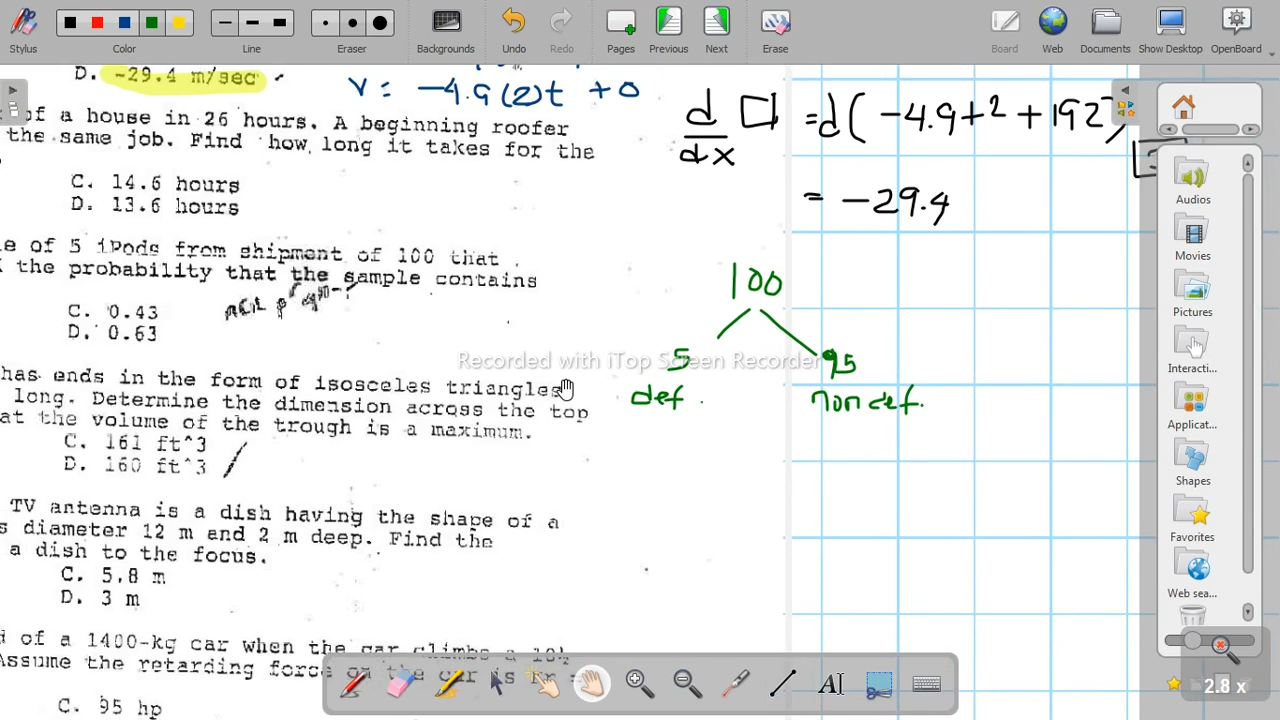 Stylus
Color
Line
Eraser
Backgrounds
Undo
Redo
Pages
Previous
Next
Erase
Board
Web
Documents
Show Desktop
OpenBoard
D. -29.4 m/sec
V = -4.9(2)t + 0
of a house in 26 hours. A beginning roofer
the same job. Find how long it takes for the
C. 14.6 hours
D. 13.6 hours
e of 5 iPods from shipment of 100 that
the probability that the sample contains
C. 0.43
D. 0.63
has ends in the form of isosceles triangles
long. Determine the dimension across the top
at the volume of the trough is a maximum.
C. 161 ft^3
D. 160 ft^3
TV antenna is a dish having the shape of a
s diameter 12 m and 2 m deep. Find the
a dish to the focus.
C. 5.8 m
D. 3 m
of a 1400-kg car when the car climbs a
Assume the retarding force on the car is Fr =
C. 95 hp
d/dx □ = d(-4.9t2 + 192)
= -29.4
100
5 95
def. non def.
Recorded with iTop Screen Recorder
Audios
Movies
Pictures
Interacti...
Applicat...
Shapes
Favorites
Web sea...
2.8 x